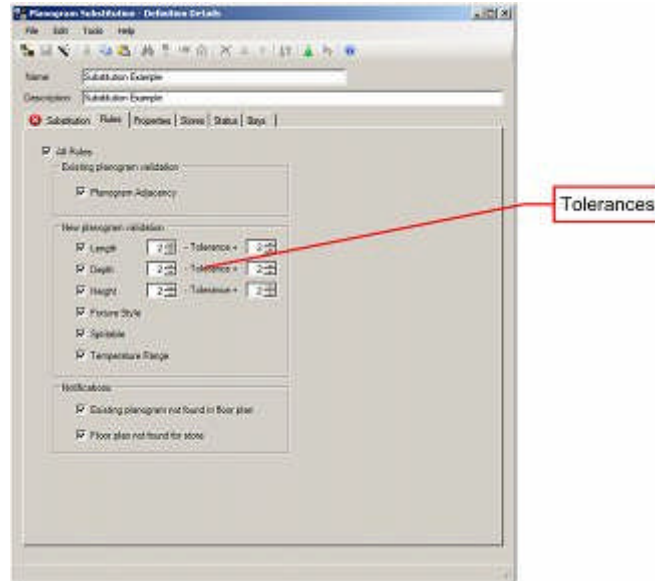 Planogram Substitution - Definition Details
File Edit Tools Help
Name Substitution Example
Description Substitution Example
Substitution Rules Properties Stores Status Bays
All Rules
Existing planogram validation
Planogram Adjacency
New planogram validation
Length 2 - Tolerance + 2
Depth 2 - Tolerance + 2
Height 2 - Tolerance + 2
Fixture Style
Sprinkler
Temperature Range
Notifications
Existing planogram not found in floor plan
Floor plan not found for store
Tolerances